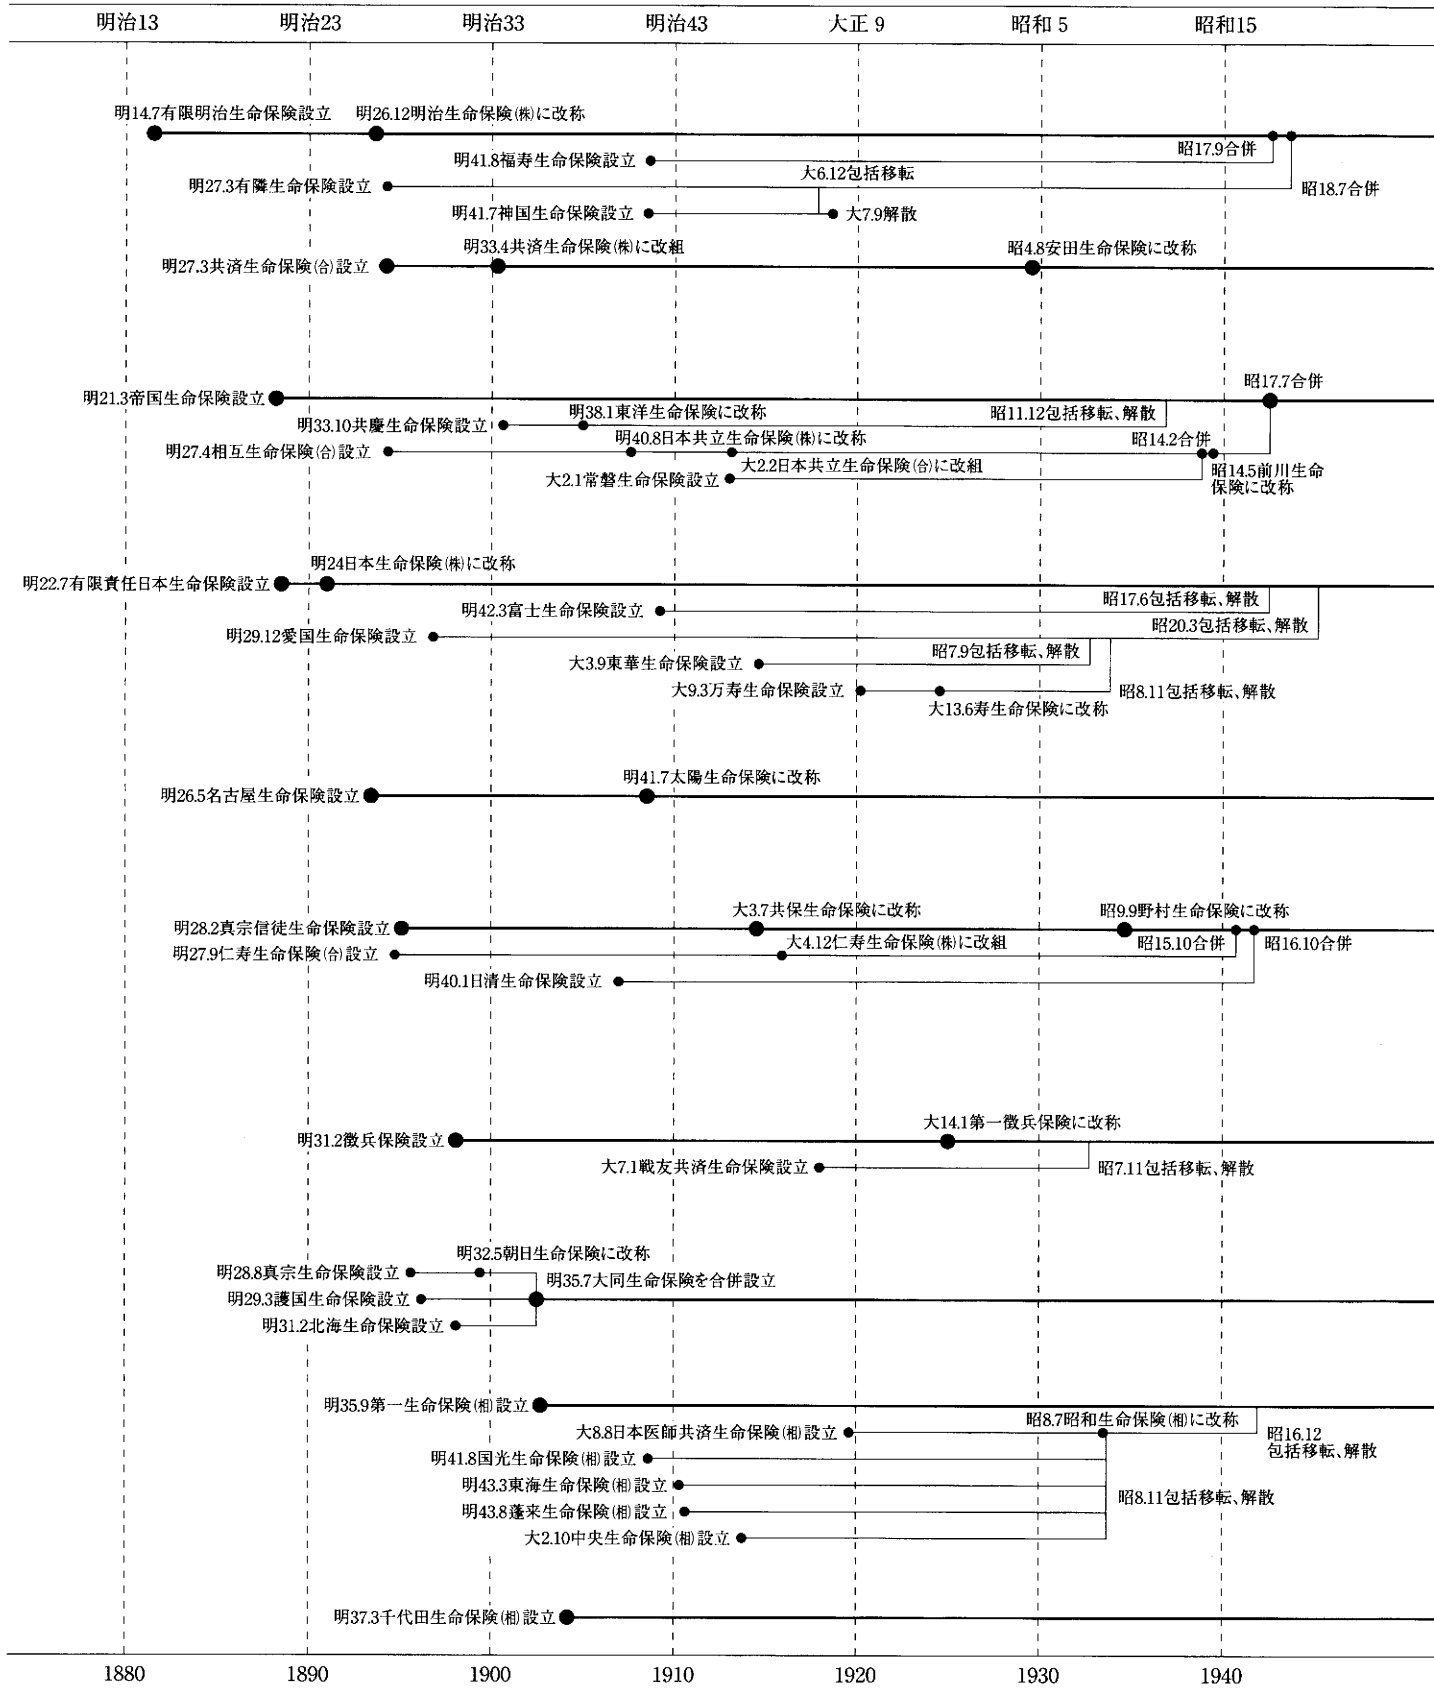 明治13 明治23 明治33 明治43 大正9 昭和5 昭和15
明14.7有限明治生命保険設立 明26.12明治生命保険(株)に改称
昭17.9合併
明41.8福寿生命保険設立
大6.12包括移転
明27.3有隣生命保険設立
昭18.7合併
明41.7神国生命保険設立 大7.9解散
明33.4共済生命保険(株)に改組 昭4.8安田生命保険に改称
明27.3共済生命保険(合)設立
昭17.7合併
明21.3帝国生命保険設立
明38.1東洋生命保険に改称 昭11.12包括移転、解散
明33.10共慶生命保険設立
明40.8日本共立生命保険(株)に改称 昭14.2合併
明27.4相互生命保険(合)設立
大2.2日本共立生命保険(合)に改組 昭14.5前川生命
保険に改称
大2.1常磐生命保険設立
明24日本生命保険(株)に改称
明22.7有限責任日本生命保険設立
昭17.6包括移転、解散
明42.3富士生命保険設立
昭20.3包括移転、解散
明29.12愛国生命保険設立
昭7.9包括移転、解散
大3.9東華生命保険設立
大9.3万寿生命保険設立 昭8.11包括移転、解散
大13.6寿生命保険に改称
明41.7太陽生命保険に改称
明26.5名古屋生命保険設立
大3.7共保生命保険に改称 昭9.9野村生命保険に改称
明28.2真宗信徒生命保険設立
大4.12仁寿生命保険(株)に改組 昭15.10合併 昭16.10合併
明27.9仁寿生命保険(合)設立
明40.1日清生命保険設立
大14.1第一徴兵保険に改称
明31.2徴兵保険設立
大7.1戦友共済生命保険設立 昭7.11包括移転、解散
明32.5朝日生命保険に改称
明28.8真宗生命保険設立
明35.7大同生命保険を合併設立
明29.3護国生命保険設立
明31.2北海生命保険設立
明35.9第一生命保険(相)設立
昭8.7昭和生命保険(相)に改称
大8.8日本医師共済生命保険(相)設立 昭16.12
包括移転、解散
明41.8国光生命保険(相)設立
明43.3東海生命保険(相)設立
昭8.11包括移転、解散
明43.8蓬来生命保険(相)設立
大2.10中央生命保険(相)設立
明37.3千代田生命保険(相)設立
1880 1890 1900 1910 1920 1930 1940